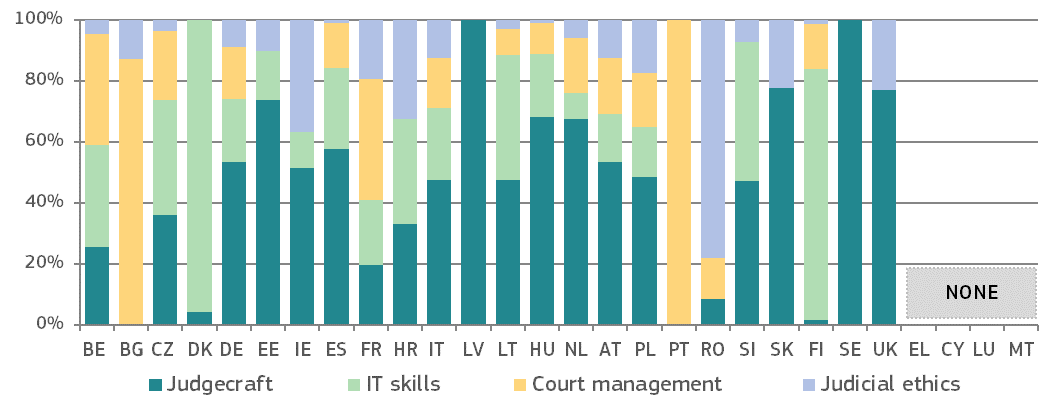 100%
80%
60%
40%
20%
0%
NONE
BE BG CZ DK DE EE IE ES FR HR IT LV LT HU NL AT PL PT RO SI SK FI SE UK EL CY LU MT
Judgecraft IT skills Court management Judicial ethics